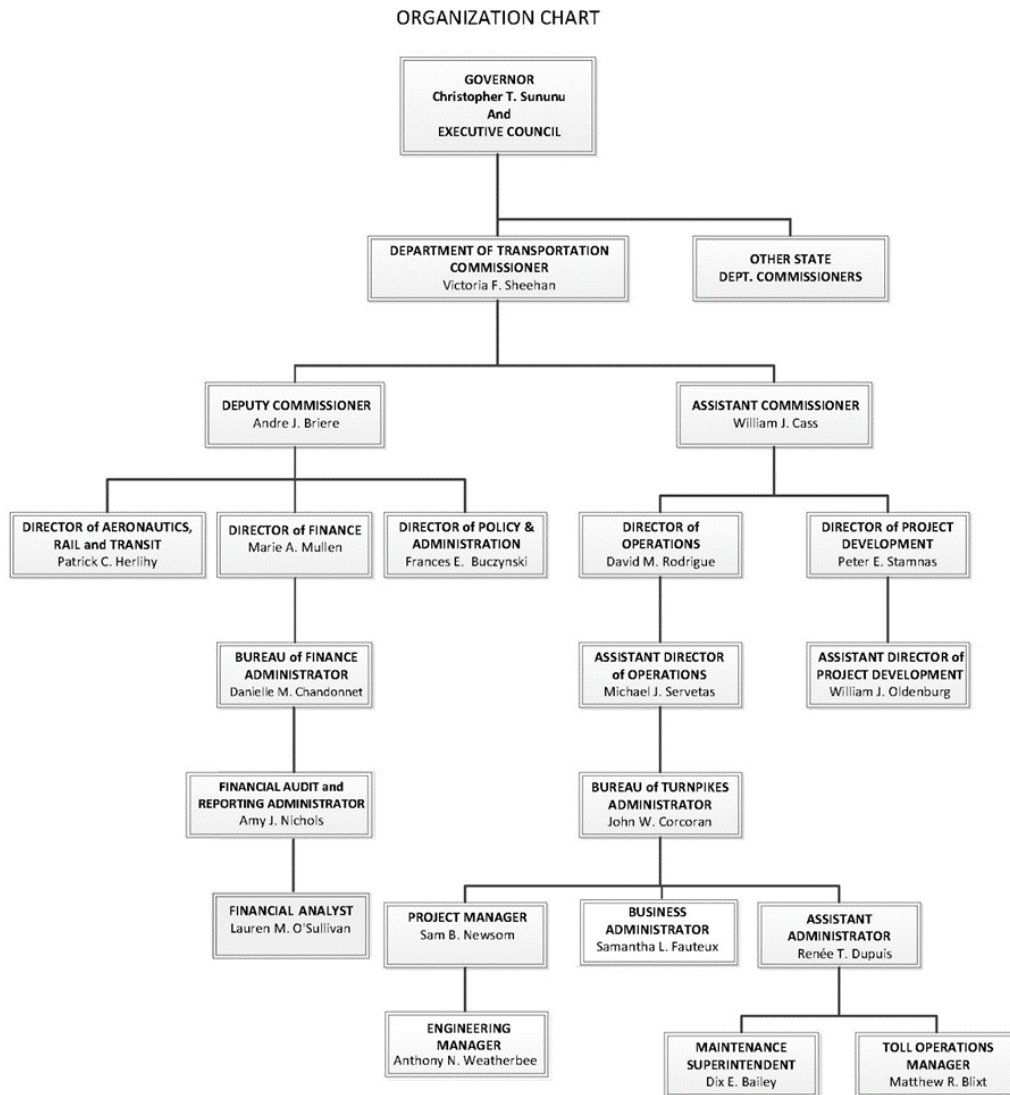 ORGANIZATION CHART
GOVERNOR
Christopher T. Sununu
And
EXECUTIVE COUNCIL
DEPARTMENT OF TRANSPORTATION
COMMISSIONER
Victoria F. Sheehan
OTHER STATE
DEPT. COMMISSIONERS
DEPUTY COMMISSIONER
Andre J. Briere
ASSISTANT COMMISSIONER
William J. Cass
DIRECTOR of AERONAUTICS,
RAIL and TRANSIT
Patrick C. Herlihy
DIRECTOR of FINANCE
Marie A. Mullen
DIRECTOR of POLICY &
ADMINISTRATION
Frances E. Buczynski
DIRECTOR of
OPERATIONS
David M. Rodrigue
DIRECTOR of PROJECT
DEVELOPMENT
Peter E. Stamnas
BUREAU of FINANCE
ADMINISTRATOR
Danielle M. Chandonnet
ASSISTANT DIRECTOR
of OPERATIONS
Michael J. Servetas
ASSISTANT DIRECTOR of
PROJECT DEVELOPMENT
William J. Oldenburg
FINANCIAL AUDIT and
REPORTING ADMINISTRATOR
Amy J. Nichols
BUREAU of TURNPIKES
ADMINISTRATOR
John W. Corcoran
FINANCIAL ANALYST
Lauren M. O'Sullivan
PROJECT MANAGER
Sam B. Newsom
BUSINESS
ADMINISTRATOR
Samantha L. Fauteux
ASSISTANT
ADMINISTRATOR
Renée T. Dupuis
ENGINEERING
MANAGER
Anthony N. Weatherbee
MAINTENANCE
SUPERINTENDENT
Dix E. Bailey
TOLL OPERATIONS
MANAGER
Matthew R. Blixt